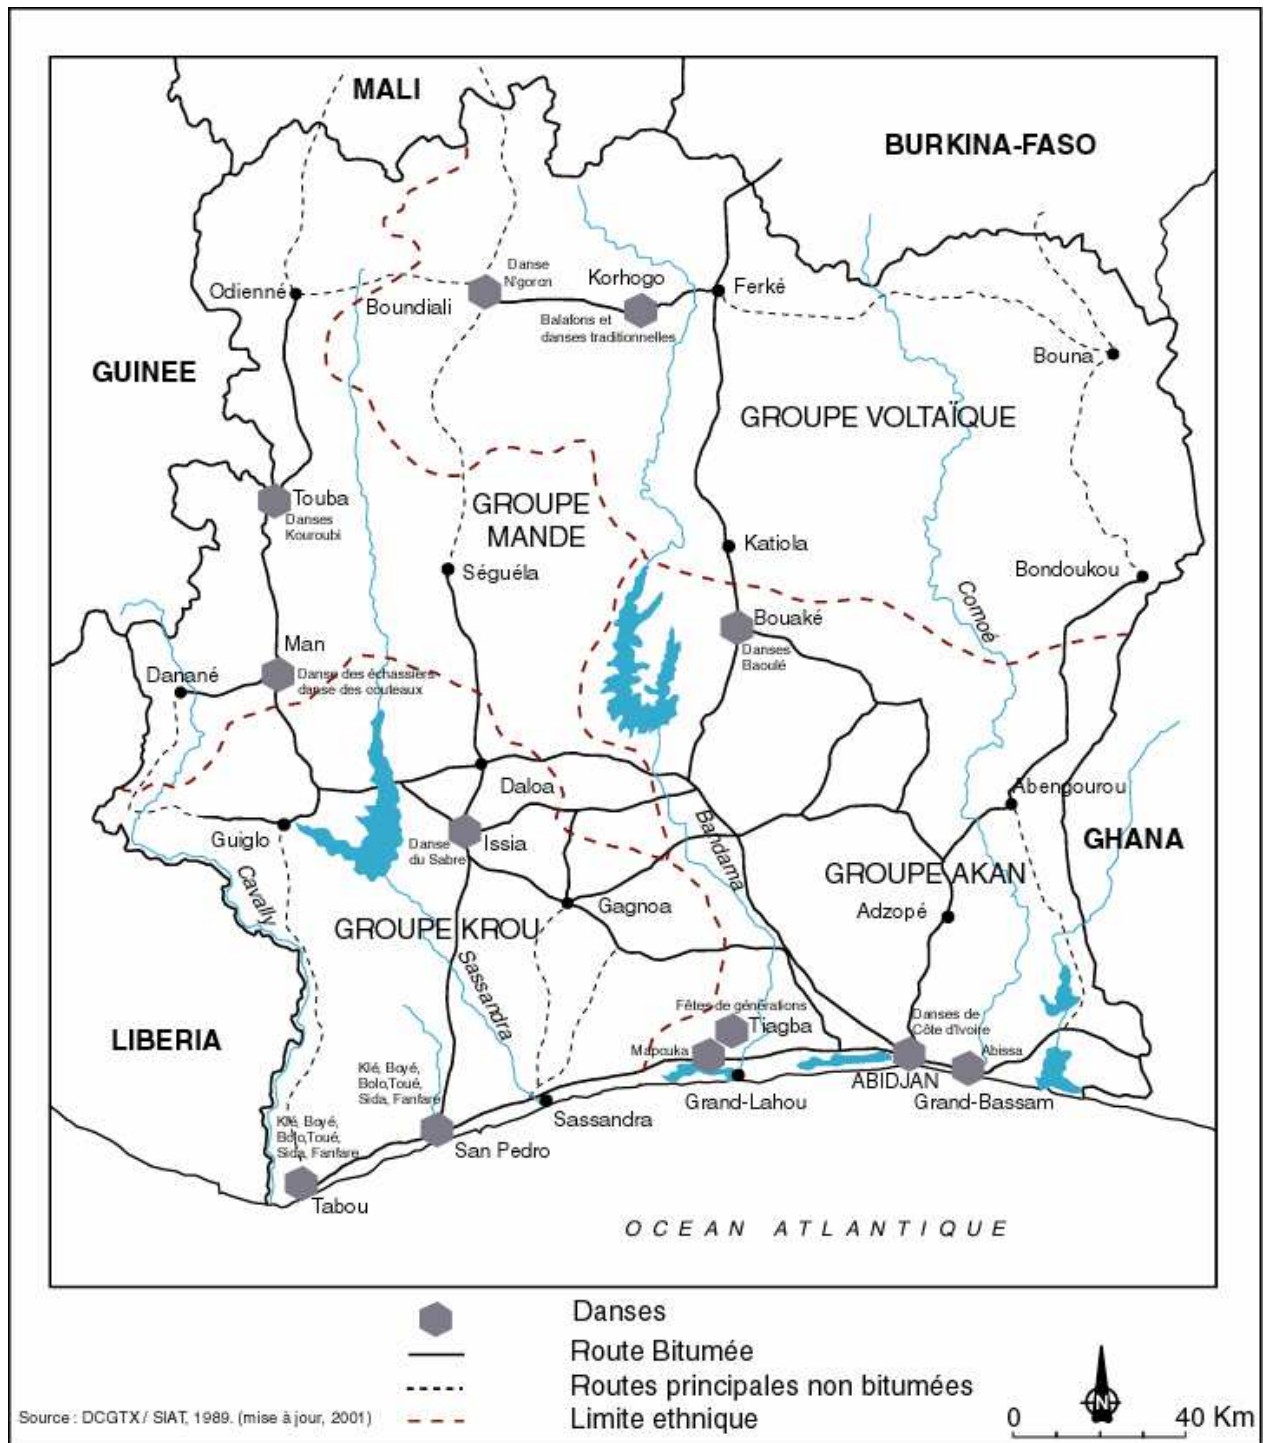 MALI
BURKINA-FASO
Danse
N'goron
Korhogo
Odienné
Boundiali
Ferké
Balafons et
danses traditionnelles
GUINEE
Bouna
GROUPE VOLTAÏQUE
Touba
Danses
Kouroubi
GROUPE
MANDE
Katiola
Séguéla
Bondoukou
Comoé
Bouaké
Danses
Baoulé
Man
Danané
Danse des échassiers
danse des couteaux
Daloa
Abengourou
Guiglo
Danse
du Sabre
Issia
Bandama
GHANA
GROUPE AKAN
Cavally
Gagnoa
Adzopé
GROUPE KROU
Sassandra
Fêtes de générations
Tiagba
Danses de
Côte d'Ivoire
LIBERIA
Mapouka
Abissa
ABIDJAN
Klé, Boyé,
Bolo,Toué,
Sida, Fanfare
Grand-Lahou
Grand-Bassam
Sassandra
Klé, Boyé,
Bolo,Toué,
Sida, Fanfare
San Pedro
Tabou
OCEAN ATLANTIQUE
Danses
Route Bitumée
Routes principales non bitumées
Limite ethnique
Source : DCGTX / SIAT, 1989. (mise à jour, 2001)
N
0 40 Km